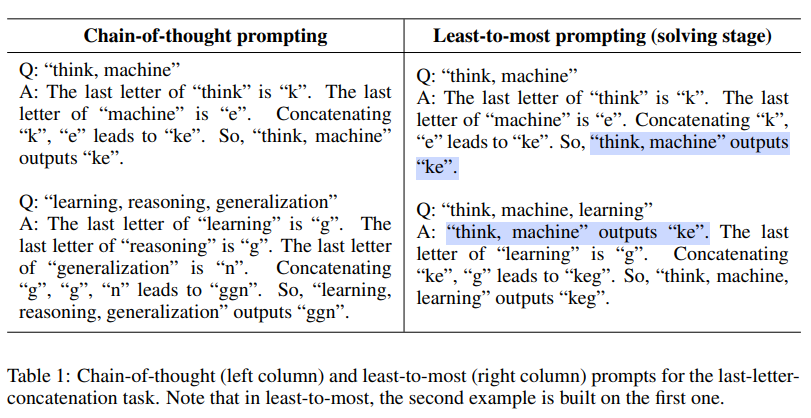 Chain-of-thought prompting
Q: “think, machine”
A: The last letter of “think” is “k”. The last
letter of “machine” is “e”. Concatenating
“k”, “e” leads to “ke”. So, “think, machine”
outputs “ke”.
Q: “learning, reasoning, generalization”
A: The last letter of “learning” is “g”. The
last letter of “reasoning” is “g”. The last letter
of “generalization” is “n”. Concatenating
“g”, “g”, “n” leads to “ggn”. So, “learning,
reasoning, generalization” outputs “ggn”.
Least-to-most prompting (solving stage)
Q: “think, machine”
A: The last letter of “think” is “k”. The last
letter of “machine” is “e”. Concatenating “k”,
“e” leads to “ke”. So, “think, machine” outputs
“ke”.
Q: “think, machine, learning”
A: “think, machine” outputs “ke”. The last
letter of “learning” is “g”. Concatenating
“ke”, “g” leads to “keg”. So, “think, machine,
learning” outputs “keg”.
Table 1: Chain-of-thought (left column) and least-to-most (right column) prompts for the last-letter-
concatenation task. Note that in least-to-most, the second example is built on the first one.